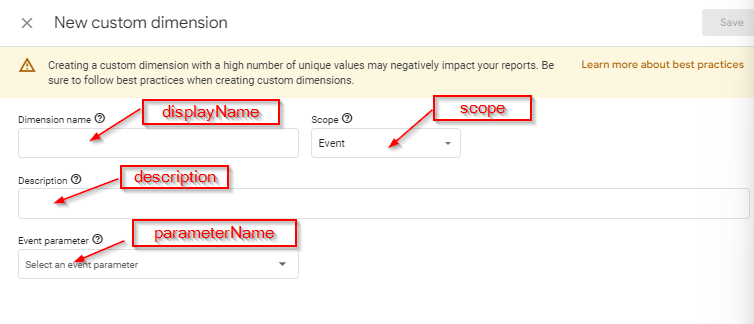 New custom dimension
Save
Creating a custom dimension with a high number of unique values may negatively impact your reports. Be
sure to follow best practices when creating custom dimensions.
Learn more about best practices
Dimension name
displayName
Scope
scope
Event
Description
description
Event parameter
parameterName
Select an event parameter